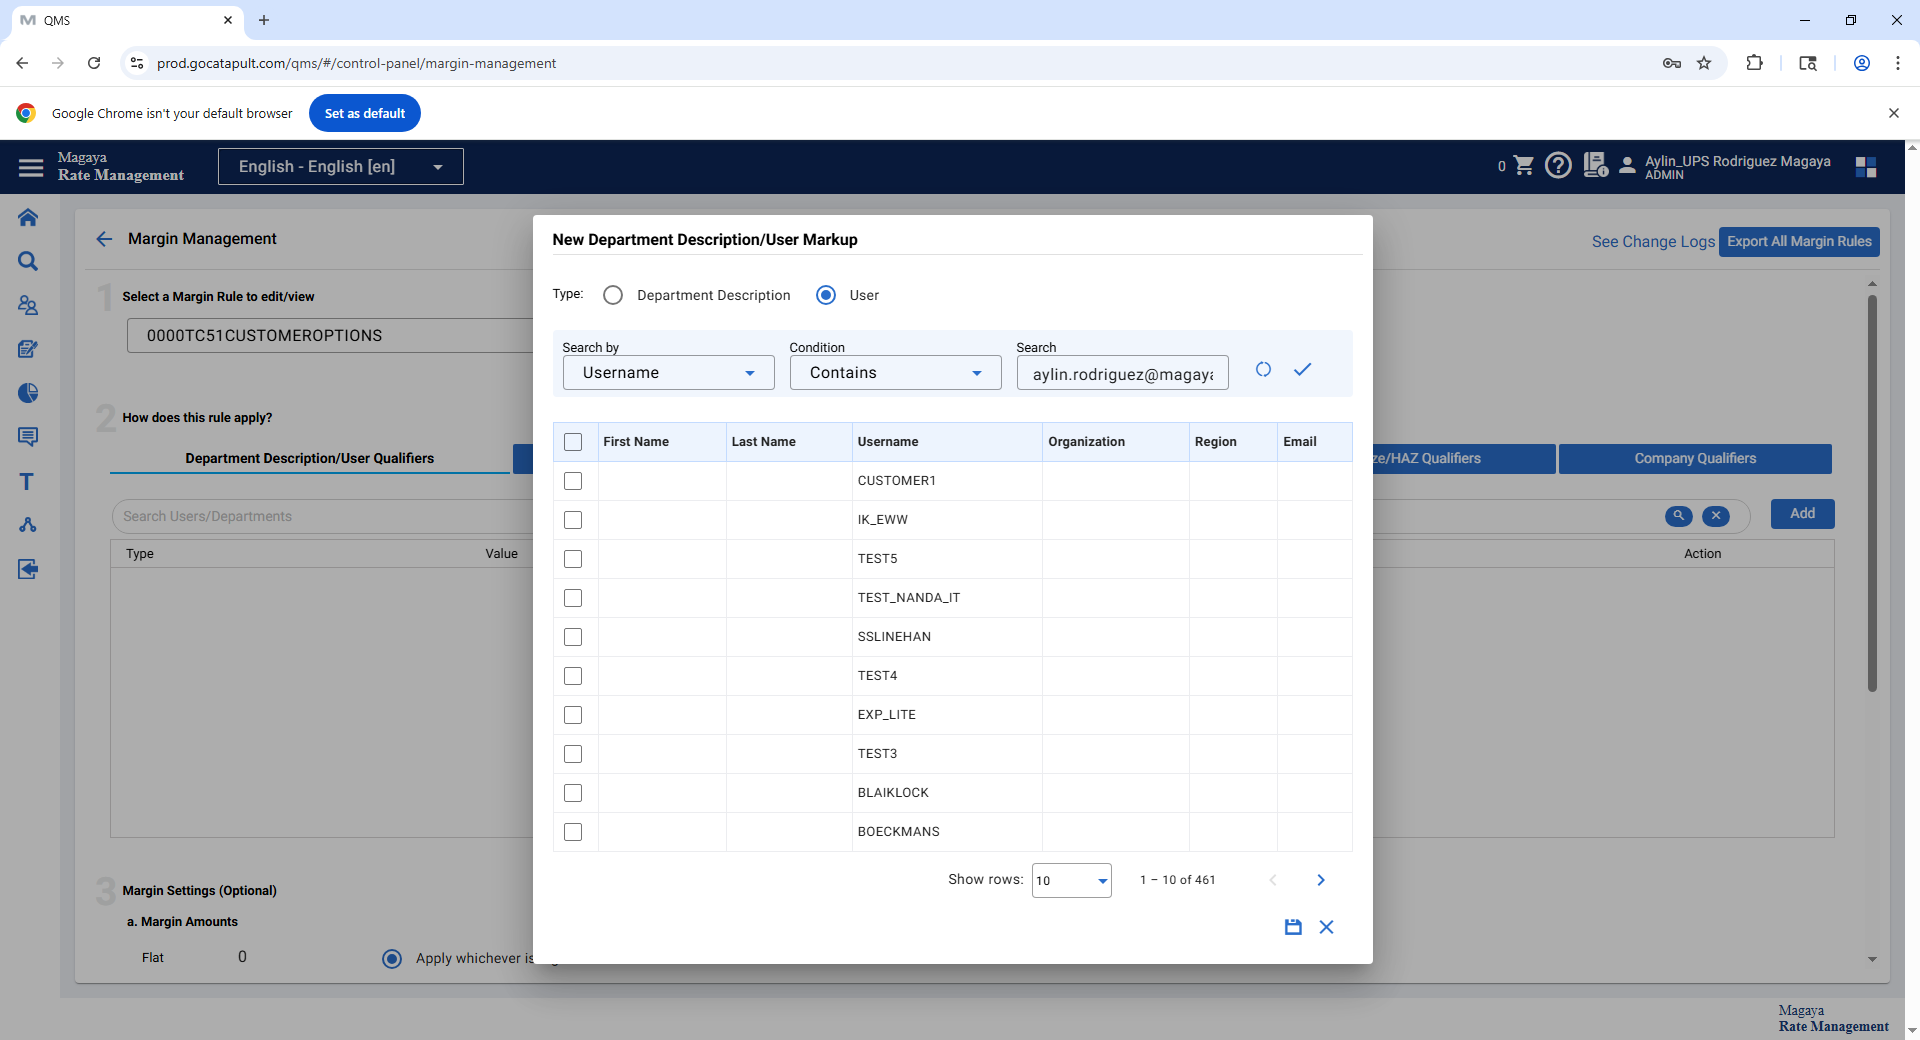 QMS
prod.gocatapult.com/qms/#/control-panel/margin-management
Google Chrome isn't your default browser
Set as default
Magaya
Rate Management
English - English [en]
0
Aylin_UPS Rodriguez Magaya
ADMIN
Margin Management
See Change Logs
Export All Margin Rules
1
Select a Margin Rule to edit/view
0000TC51CUSTOMEROPTIONS
2
How does this rule apply?
Department Description/User Qualifiers
ze/HAZ Qualifiers
Company Qualifiers
Search Users/Departments
Add
Type
Value
Action
3
Margin Settings (Optional)
a. Margin Amounts
Flat
0
Apply whichever is
New Department Description/User Markup
Type:
Department Description
User
Search by
Condition
Search
Username
Contains
aylin.rodriguez@magaya
First Name
Last Name
Username
Organization
Region
Email
CUSTOMER1
IK_EWW
TEST5
TEST_NANDA_IT
SSLINEHAN
TEST4
EXP_LITE
TEST3
BLAIKLOCK
BOECKMANS
Show rows:
10
1 – 10 of 461
Magaya
Rate Management